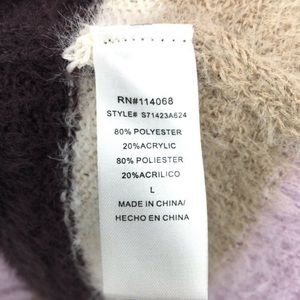 RN#114068
STYLE# S71423A624
80% POLYESTER
20%ACRYLIC
80% POLIESTER
20%ACRILICO
L
MADE IN CHINA/
HECHO EN CHINA